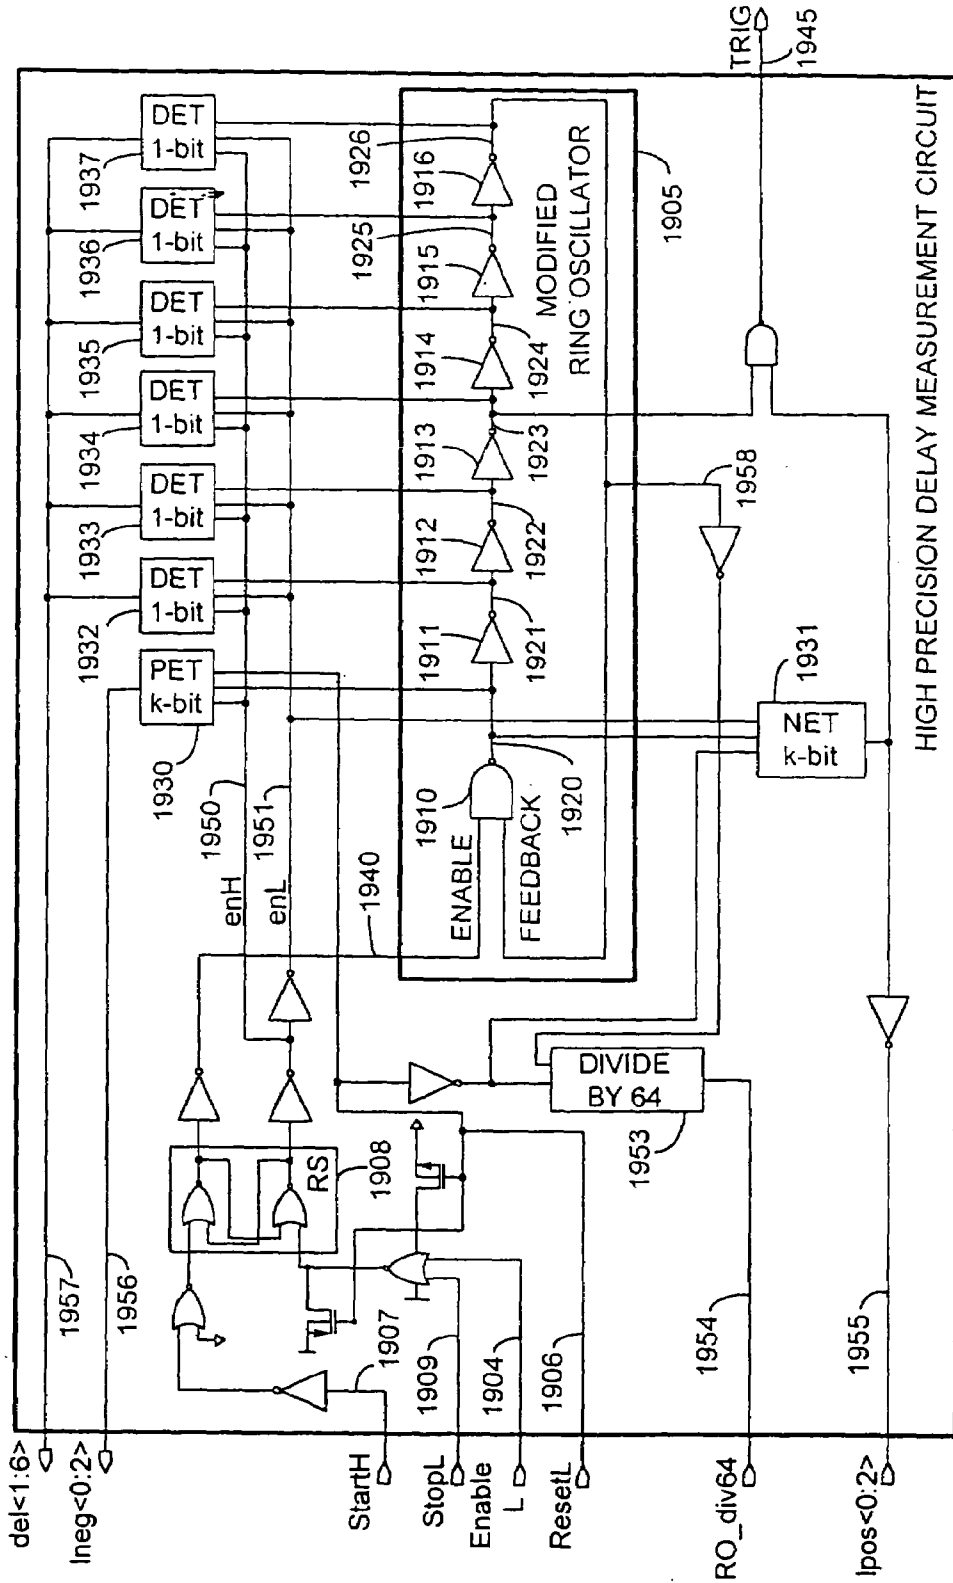 del<1:6>
Ineg<0:2>
StartH
StopL
Enable
L
ResetL
RO_div64
Ipos<0:2>
1957
1956
1907
1909
1904
1906
1954
1955
RS
1908
DIVIDE
BY 64
1953
enH
enL
1950
1951
1940
PET
k-bit
1930
DET
1-bit
1932
DET
1-bit
1933
DET
1-bit
1934
DET
1-bit
1935
DET
1-bit
1936
DET
1-bit
1937
ENABLE
FEEDBACK
1910
1920
1911
1921
1912
1922
1913
1923
1914
1924
1915
1925
1916
1926
MODIFIED
RING OSCILLATOR
1905
1958
NET
k-bit
1931
TRIG
1945
HIGH PRECISION DELAY MEASUREMENT CIRCUIT